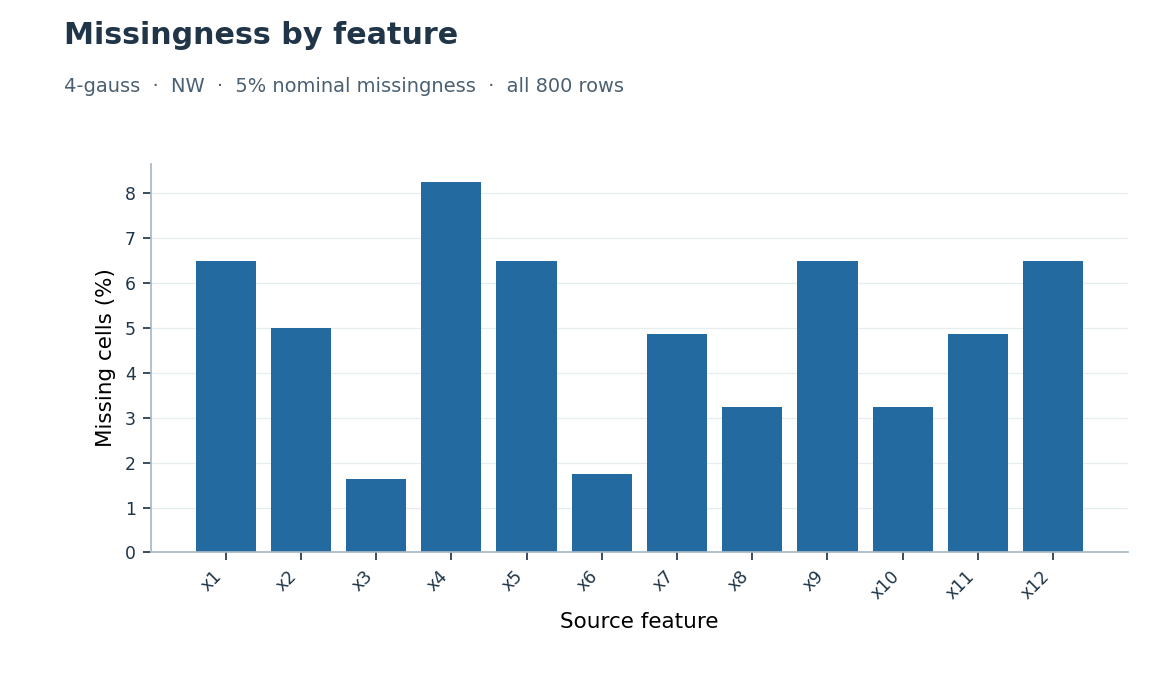 Missingness by feature
4-gauss · NW · 5% nominal missingness · all 800 rows
8
7
6
5
4
3
2
1
0
Missing cells (%)
x1 x2 x3 x4 x5 x6 x7 x8 x9 x10 x11 x12
Source feature